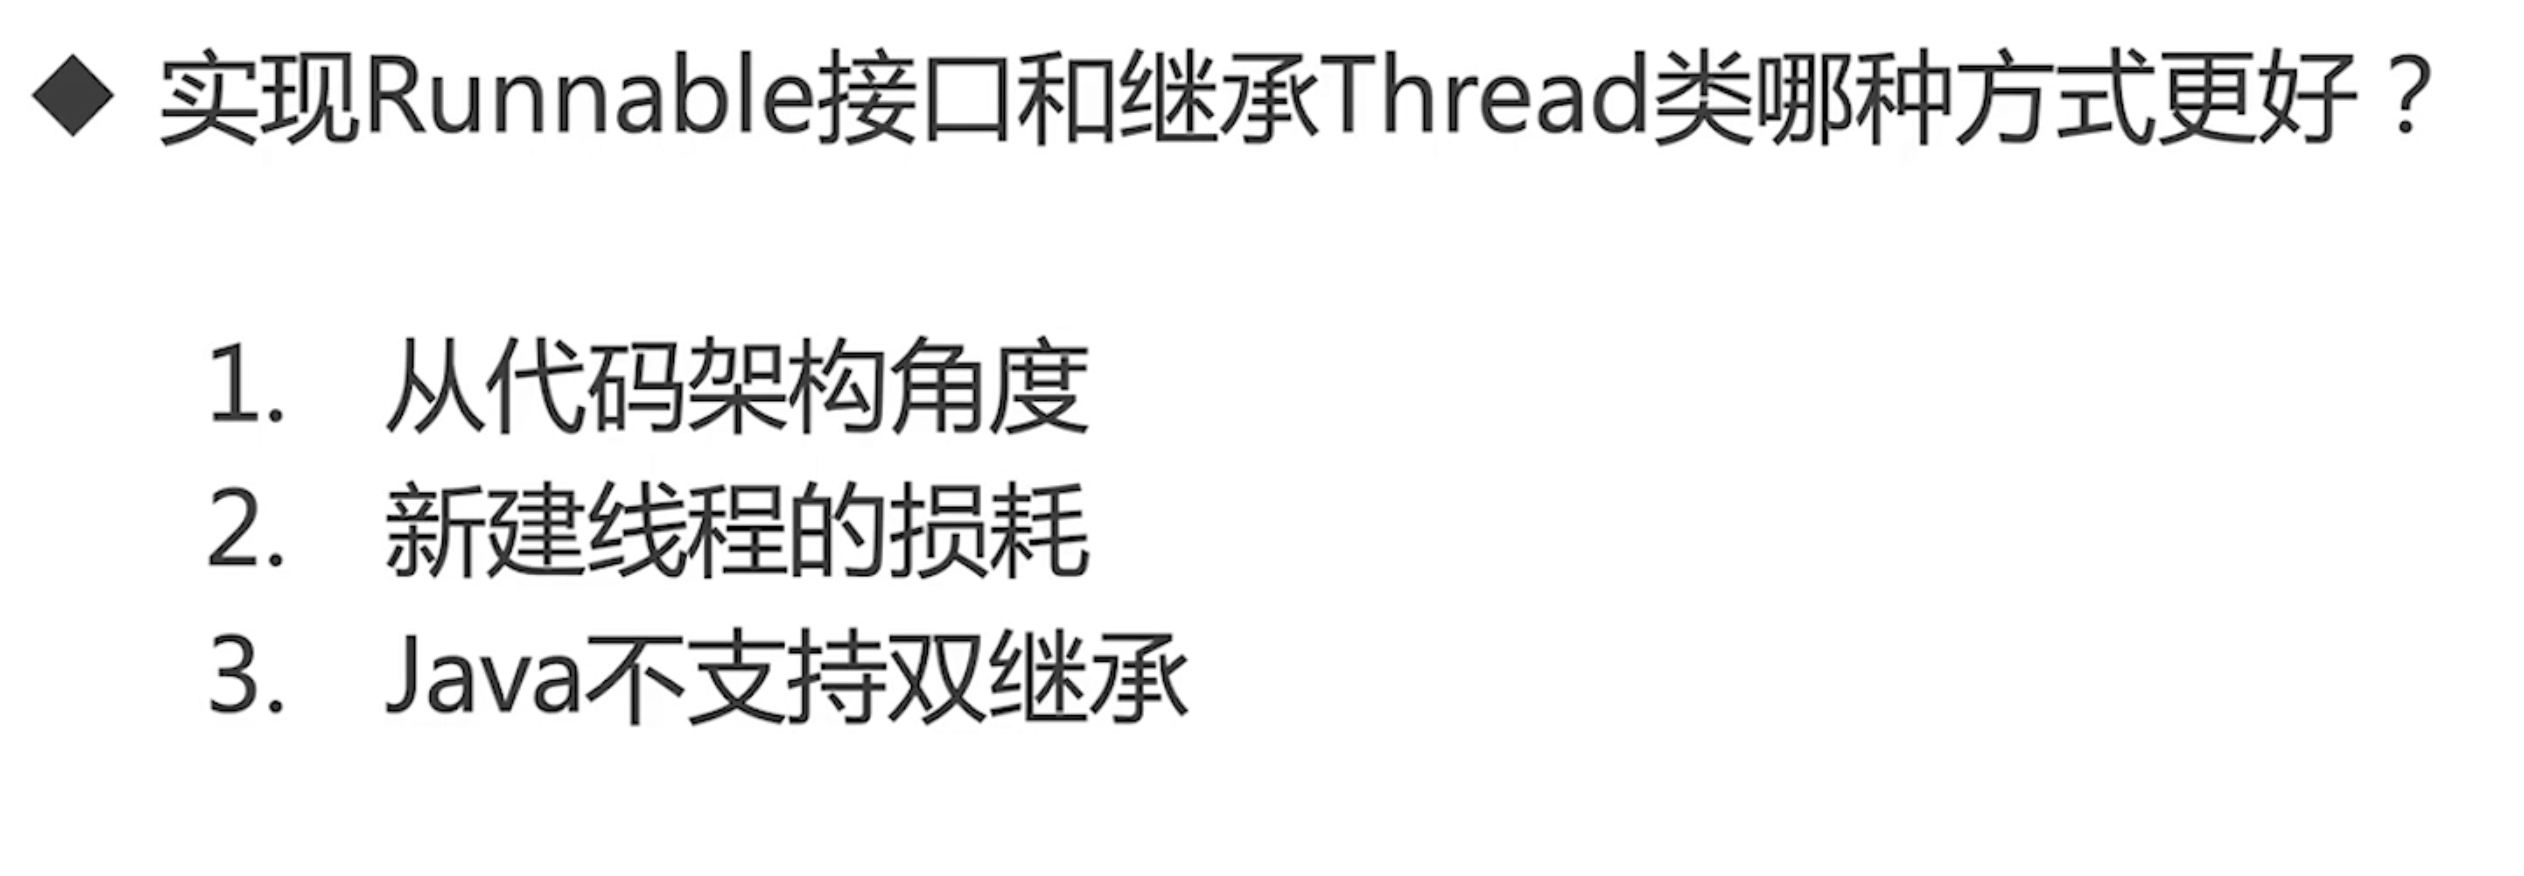 ◆ 实现Runnable接口和继承Thread类哪种方式更好？
1. 从代码架构角度
2. 新建线程的损耗
3. Java不支持双继承